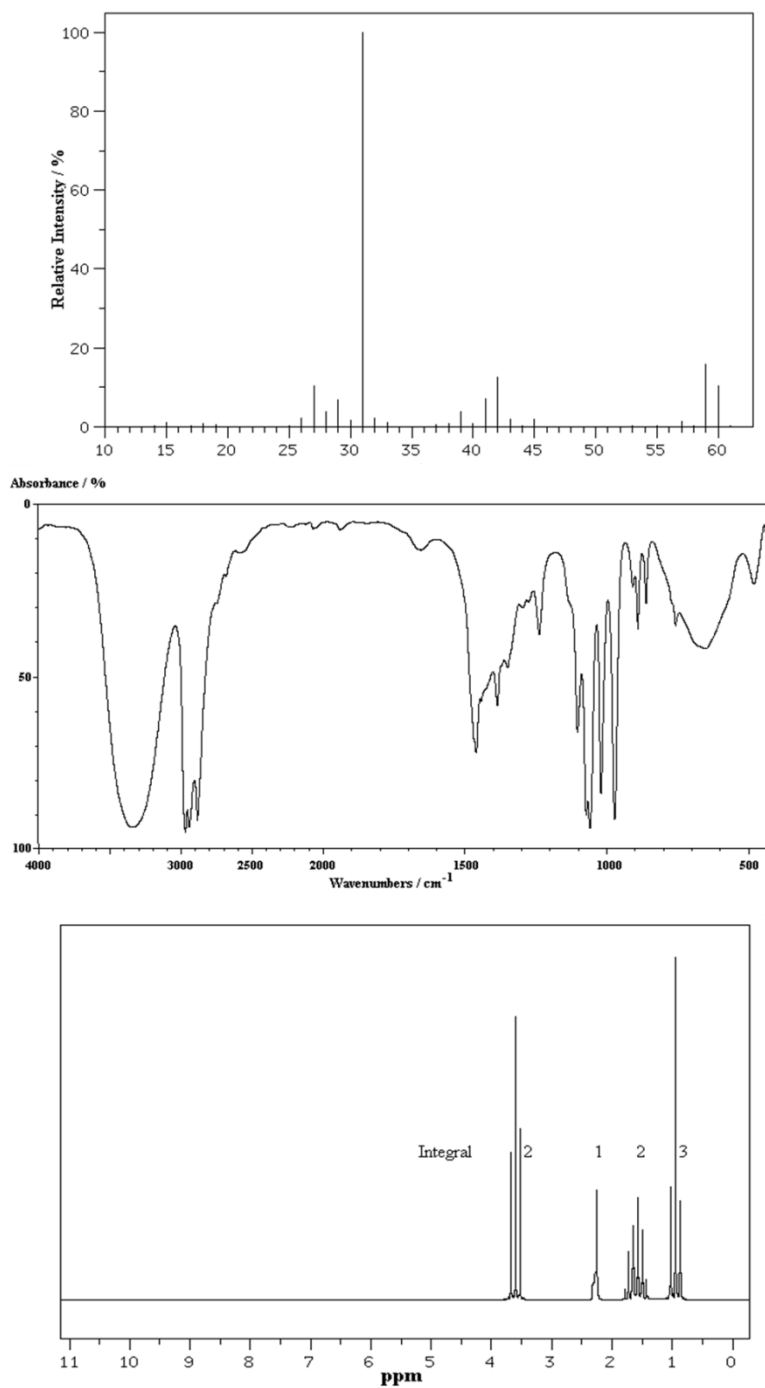 Relative Intensity / %
100
80
60
40
20
0
10 15 20 25 30 35 40 45 50 55 60
Absorbance / %
0
50
100
4000 3000 2500 2000 1500 1000 500
Wavenumbers / cm-1
Integral 2 1 2 3
11 10 9 8 7 6 5 4 3 2 1 0
ppm